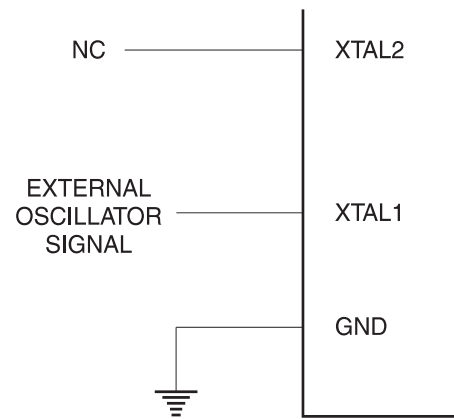 NC
XTAL2
EXTERNAL
OSCILLATOR
SIGNAL
XTAL1
GND